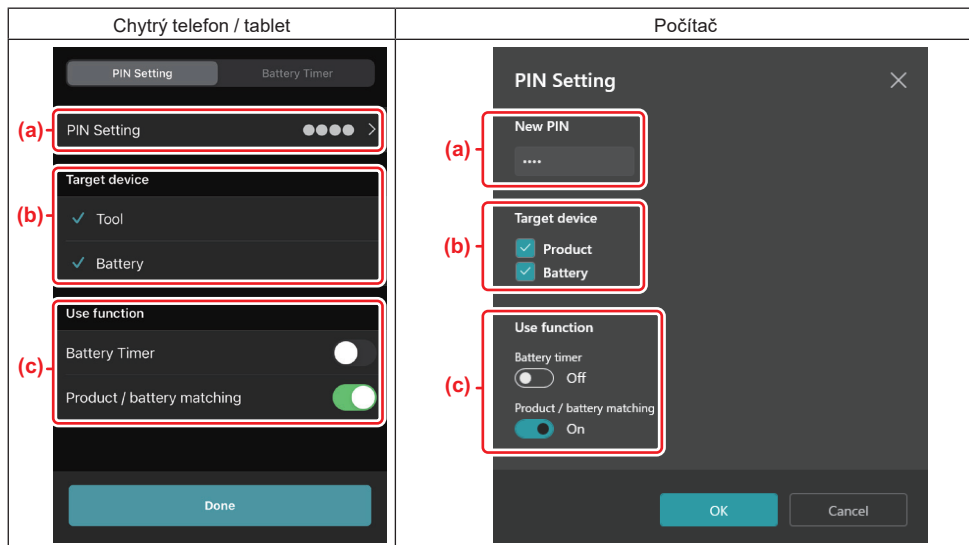 Chytrý telefon / tablet
Počítač
PIN Setting Battery Timer
(a)
PIN Setting ●●●● >
(b)
Target device
✓ Tool
✓ Battery
(c)
Use function
Battery Timer
Product / battery matching
Done
PIN Setting
(a)
New PIN
••••
(b)
Target device
Product
Battery
(c)
Use function
Battery timer
Off
Product / battery matching
On
OK Cancel